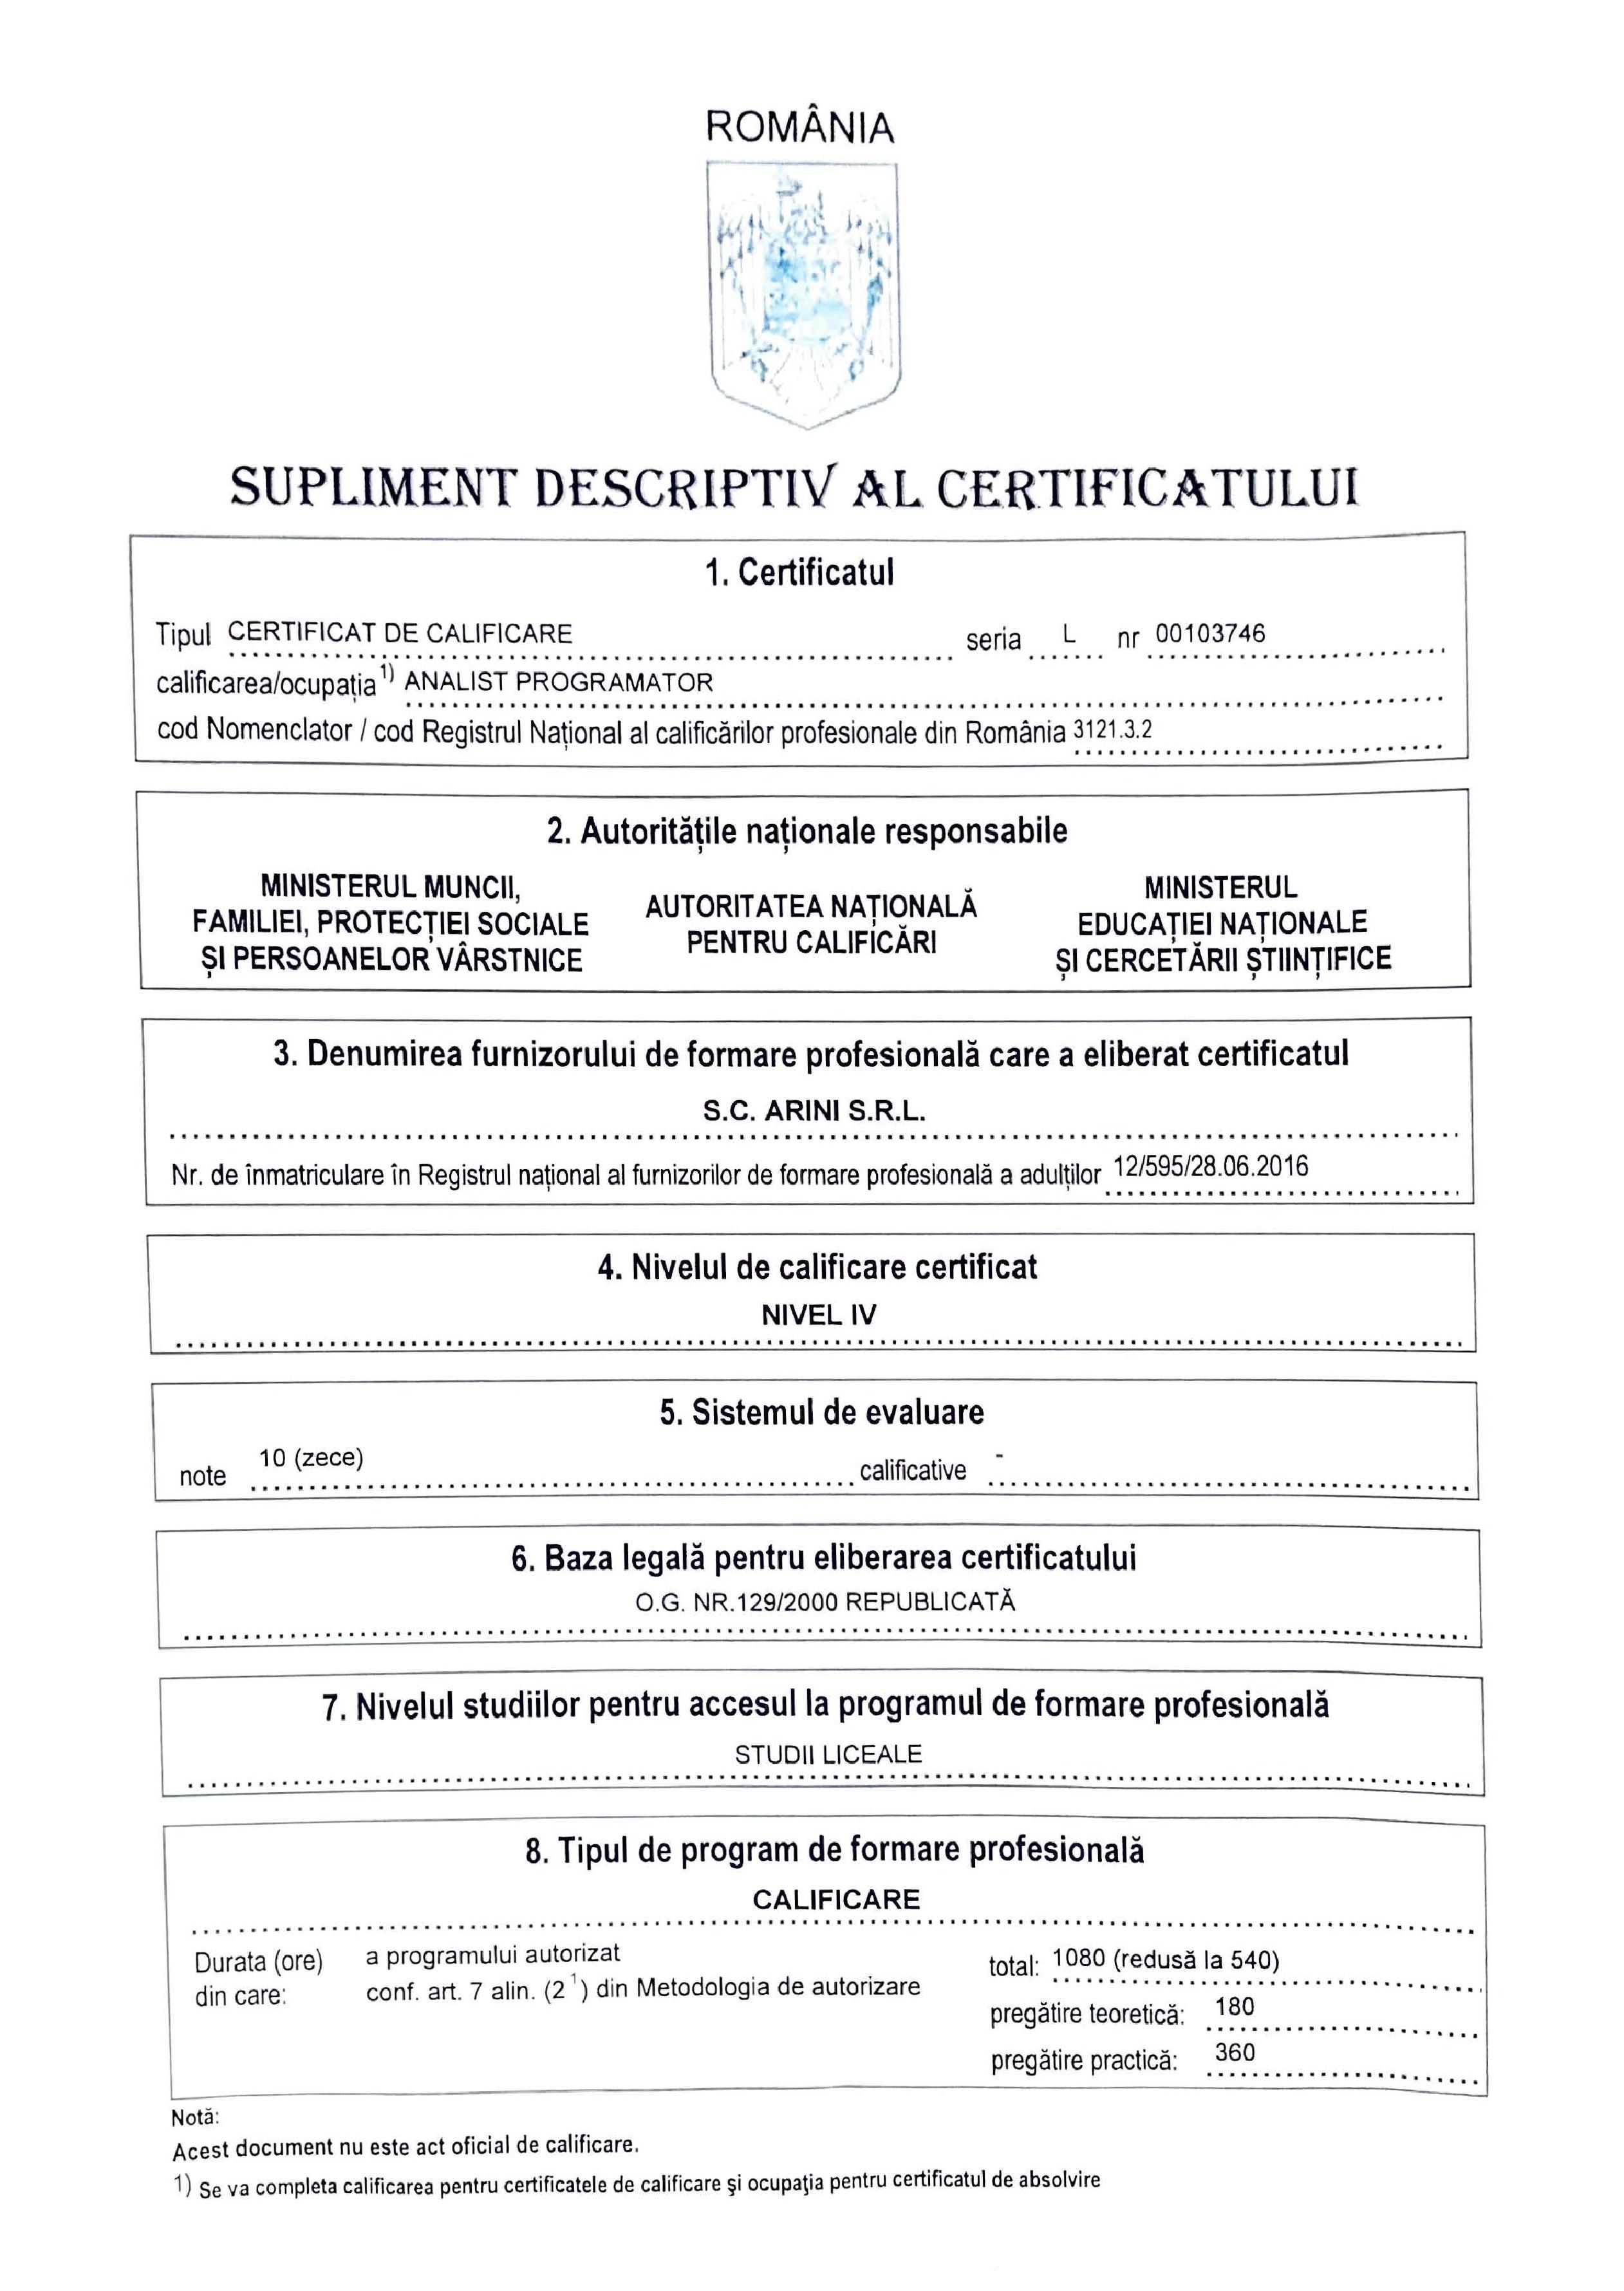 ROMÂNIA
SUPLIMENT DESCRIPTIV AL CERTIFICATULUI
1. Certificatul
Tipul CERTIFICAT DE CALIFICARE seria L nr 00103746
calificarea/ocupația 1) ANALIST PROGRAMATOR
cod Nomenclator / cod Registrul Național al calificărilor profesionale din România 3121.3.2
2. Autoritățile naționale responsabile
MINISTERUL MUNCII,
FAMILIEI, PROTECȚIEI SOCIALE
ȘI PERSOANELOR VÂRSTNICE
AUTORITATEA NAȚIONALĂ
PENTRU CALIFICĂRI
MINISTERUL
EDUCAȚIEI NAȚIONALE
ȘI CERCETĂRII ȘTIINȚIFICE
3. Denumirea furnizorului de formare profesională care a eliberat certificatul
S.C. ARINI S.R.L.
Nr. de înmatriculare în Registrul național al furnizorilor de formare profesională a adulților 12/595/28.06.2016
4. Nivelul de calificare certificat
NIVEL IV
5. Sistemul de evaluare
note 10 (zece) calificative -
6. Baza legală pentru eliberarea certificatului
O.G. NR.129/2000 REPUBLICATĂ
7. Nivelul studiilor pentru accesul la programul de formare profesională
STUDII LICEALE
8. Tipul de program de formare profesională
CALIFICARE
Durata (ore) a programului autorizat total: 1080 (redusă la 540)
din care: conf. art. 7 alin. (2¹) din Metodologia de autorizare
pregătire teoretică: 180
pregătire practică: 360
Notă:
Acest document nu este act oficial de calificare.
1) Se va completa calificarea pentru certificatele de calificare şi ocupaţia pentru certificatul de absolvire